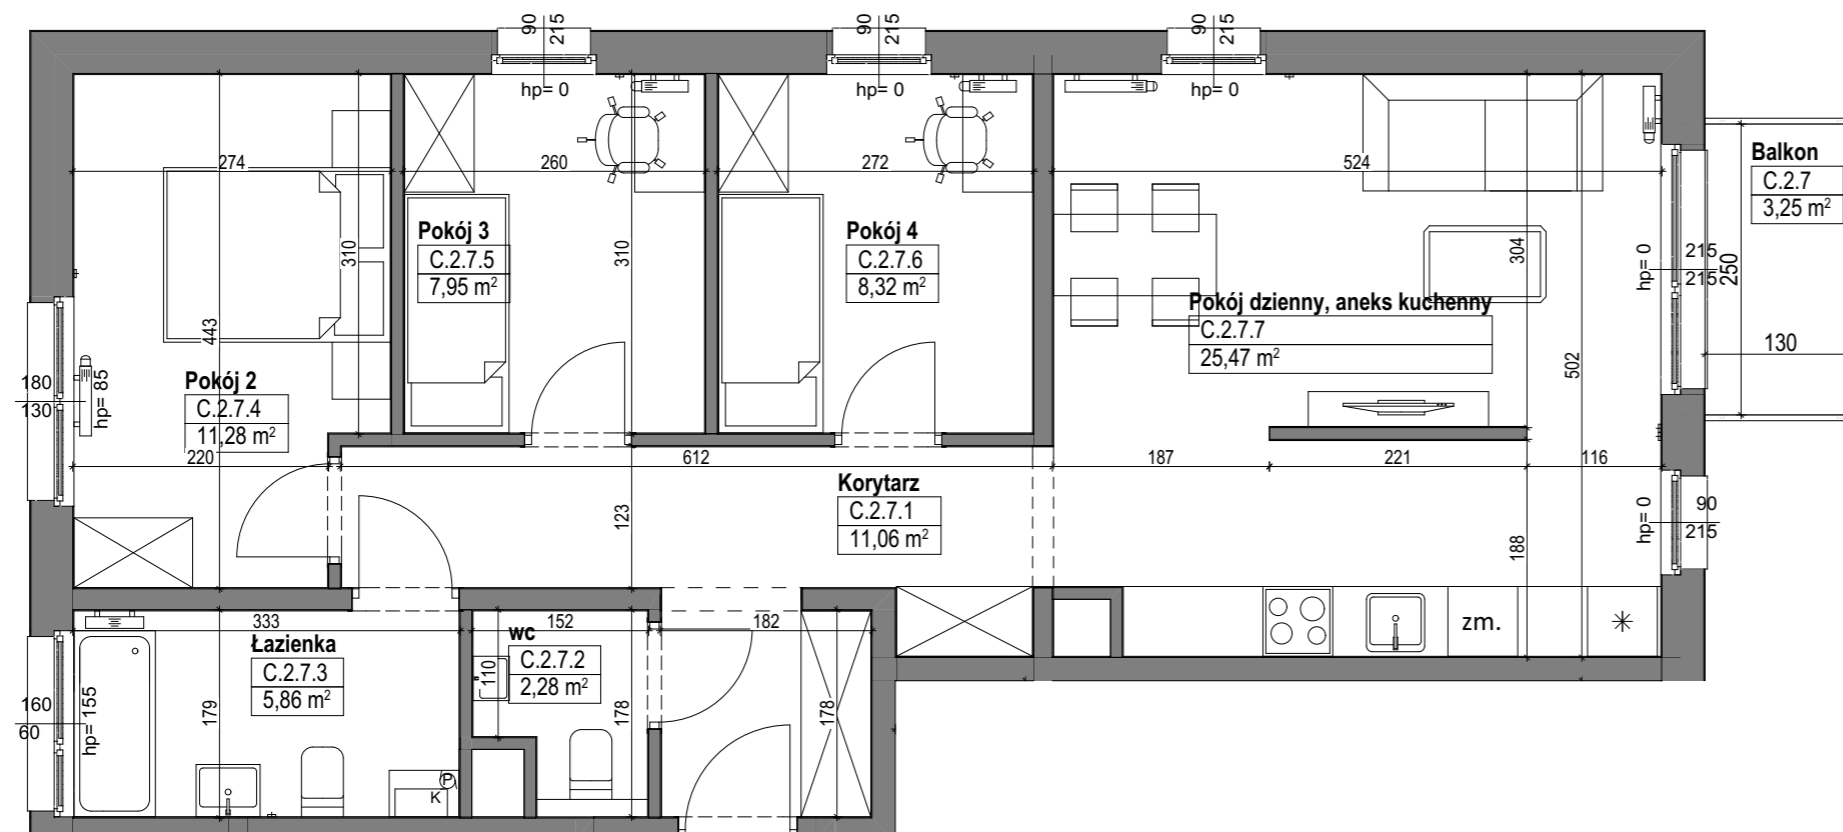 90
215
90
215
90
215
hp= 0
hp= 0
hp= 0
274
260
272
524
Balkon
C.2.7
3,25 m²
Pokój 3
C.2.7.5
7,95 m²
Pokój 4
C.2.7.6
8,32 m²
310
310
304
443
hp= 0
215
215
250
Pokój dzienny, aneks kuchenny
C.2.7.7
25,47 m²
130
502
180
130
hp= 85
Pokój 2
C.2.7.4
11,28 m²
220
612
187
221
116
Korytarz
C.2.7.1
11,06 m²
123
188
hp= 0
90
215
333
152
182
zm.
Łazienka
C.2.7.3
5,86 m²
wc
C.2.7.2
2,28 m²
110
160
60
hp= 155
179
178
178
P
K